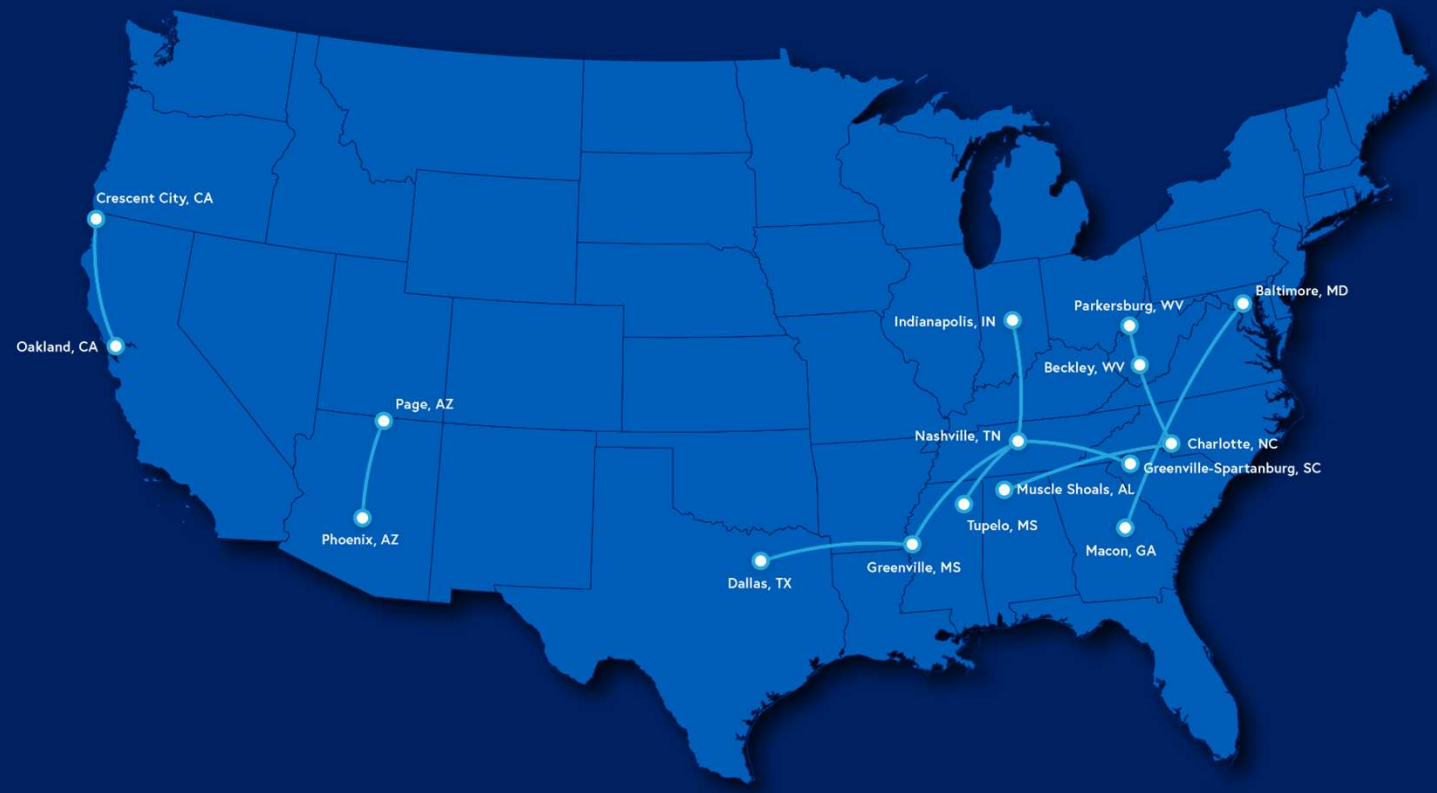 Crescent City, CA
Baltimore, MD
Parkersburg, WV
Indianapolis, IN
Oakland, CA
Beckley, WV
Page, AZ
Nashville, TN
Charlotte, NC
Greenville-Spartanburg, SC
Muscle Shoals, AL
Tupelo, MS
Phoenix, AZ
Macon, GA
Greenville, MS
Dallas, TX